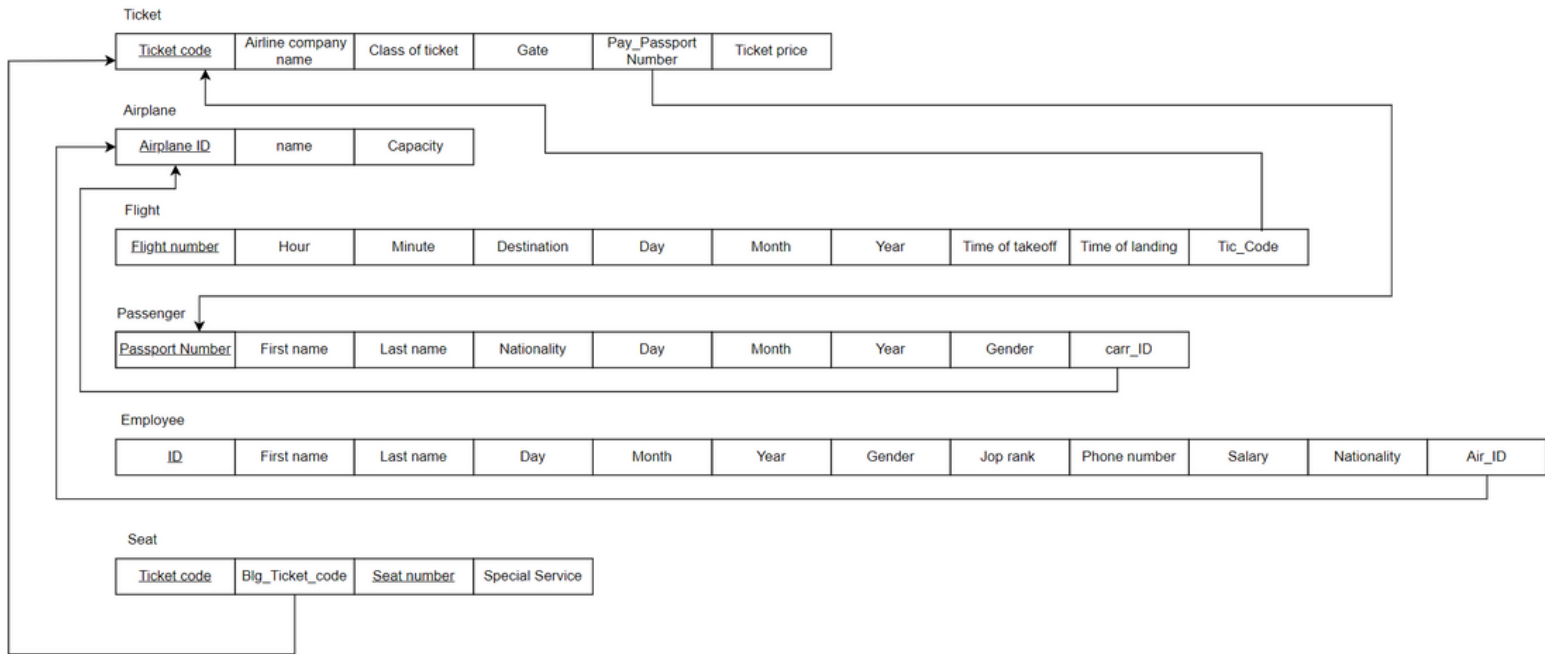 Ticket
Ticket code
Airline company
name
Class of ticket
Gate
Pay_Passport
Number
Ticket price
Airplane
Airplane ID
name
Capacity
Flight
Flight number
Hour
Minute
Destination
Day
Month
Year
Time of takeoff
Time of landing
Tic_Code
Passenger
Passport Number
First name
Last name
Nationality
Day
Month
Year
Gender
carr_ID
Employee
ID
First name
Last name
Day
Month
Year
Gender
Jop rank
Phone number
Salary
Nationality
Air_ID
Seat
Ticket code
Blg_Ticket_code
Seat number
Special Service